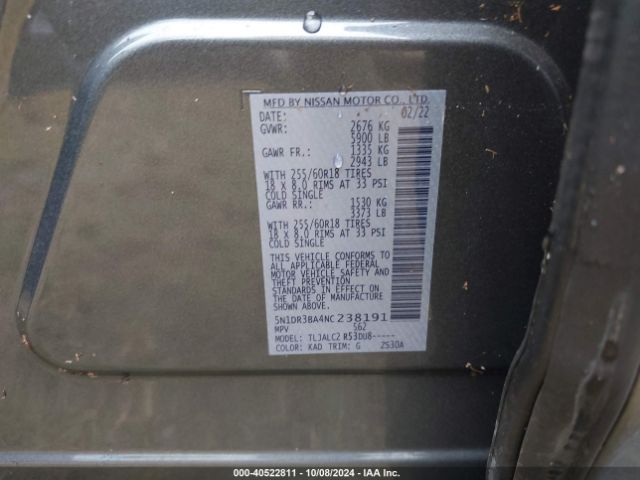 MFD BY NISSAN MOTOR CO., LTD.
DATE: 02/22
GVWR: 2676 KG
5900 LB
GAWR FR.: 1335 KG
2943 LB
WITH 255/60R18 TIRES
18 X 8.0 RIMS AT 33 PSI
COLD SINGLE
GAWR RR.: 1530 KG
3373 LB
WITH 255/60R18 TIRES
18 X 8.0 RIMS AT 33 PSI
COLD SINGLE
THIS VEHICLE CONFORMS TO
ALL APPLICABLE FEDERAL
MOTOR VEHICLE SAFETY AND
THEFT PREVENTION
STANDARDS IN EFFECT ON
THE DATE OF MANUFACTURE
SHOWN ABOVE.
5N1DR3BA4NC238191
MPV S62
MODEL: TLJALC2 R53DU8-----
COLOR: KAD TRIM: G 2530A
000-40522811 - 10/08/2024 - IAA Inc.